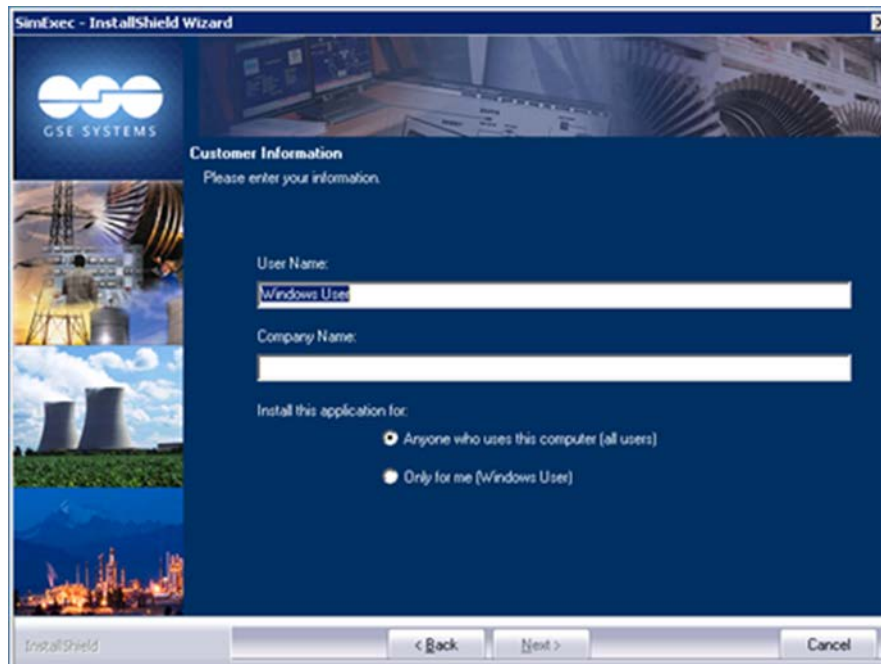 SimExec - InstallShield Wizard
GSE SYSTEMS
Customer Information
Please enter your information.
User Name:
Windows User
Company Name:
Install this application for:
Anyone who uses this computer (all users)
Only for me (Windows User)
InstallShield
< Back
Next >
Cancel